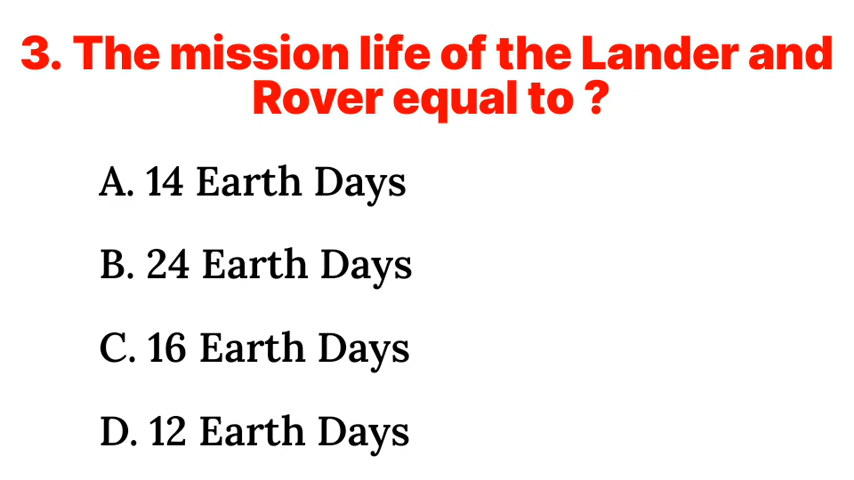 3. The mission life of the Lander and
Rover equal to ?
A. 14 Earth Days
B. 24 Earth Days
C. 16 Earth Days
D. 12 Earth Days